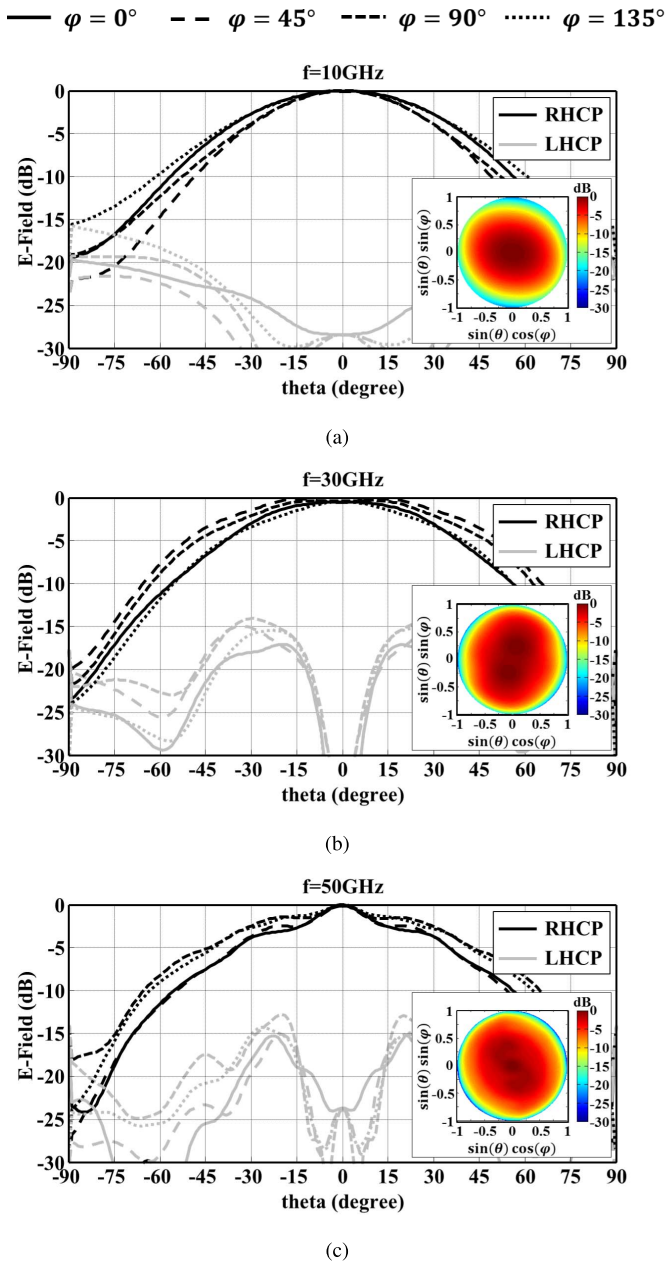 φ = 0° φ = 45° φ = 90° φ = 135°
f=10GHz
E-Field (dB)
0
-5
-10
-15
-20
-25
-30
RHCP
LHCP
sin(θ) sin(φ)
1
0.5
0
-0.5
-1
-1 -0.5 0 0.5 1
sin(θ) cos(φ)
dB
0
-5
-10
-15
-20
-25
-30
-90 -75 -60 -45 -30 -15 0 15 30 45 60 75 90
theta (degree)
(a)
f=30GHz
E-Field (dB)
0
-5
-10
-15
-20
-25
-30
RHCP
LHCP
sin(θ) sin(φ)
1
0.5
0
-0.5
-1
-1 -0.5 0 0.5 1
sin(θ) cos(φ)
dB
0
-5
-10
-15
-20
-25
-30
-90 -75 -60 -45 -30 -15 0 15 30 45 60 75 90
theta (degree)
(b)
f=50GHz
E-Field (dB)
0
-5
-10
-15
-20
-25
-30
RHCP
LHCP
sin(θ) sin(φ)
1
0.5
0
-0.5
-1
-1 -0.5 0 0.5 1
sin(θ) cos(φ)
dB
0
-5
-10
-15
-20
-25
-30
-90 -75 -60 -45 -30 -15 0 15 30 45 60 75 90
theta (degree)
(c)